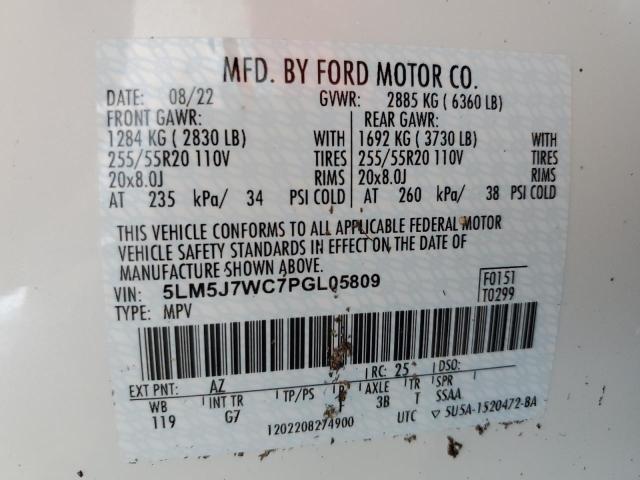 MFD. BY FORD MOTOR CO.
DATE: 08/22 GVWR: 2885 KG ( 6360 LB)
FRONT GAWR: REAR GAWR:
1284 KG ( 2830 LB) WITH 1692 KG ( 3730 LB) WITH
255/55R20 110V TIRES 255/55R20 110V TIRES
20x8.0J RIMS 20x8.0J RIMS
AT 235 kPa/ 34 PSI COLD AT 260 kPa/ 38 PSI COLD
THIS VEHICLE CONFORMS TO ALL APPLICABLE FEDERAL MOTOR
VEHICLE SAFETY STANDARDS IN EFFECT ON THE DATE OF
MANUFACTURE SHOWN ABOVE.
VIN: 5LM5J7WC7PGL05809 F0151
TYPE: MPV T0299
RC: 25 DSO:
EXT PNT: AZ
WB INT TR TP/PS AXLE TR SPR
119 G7 3B T SSAA
1202208274900 UTC ▽ 5U5A-1520472-BA